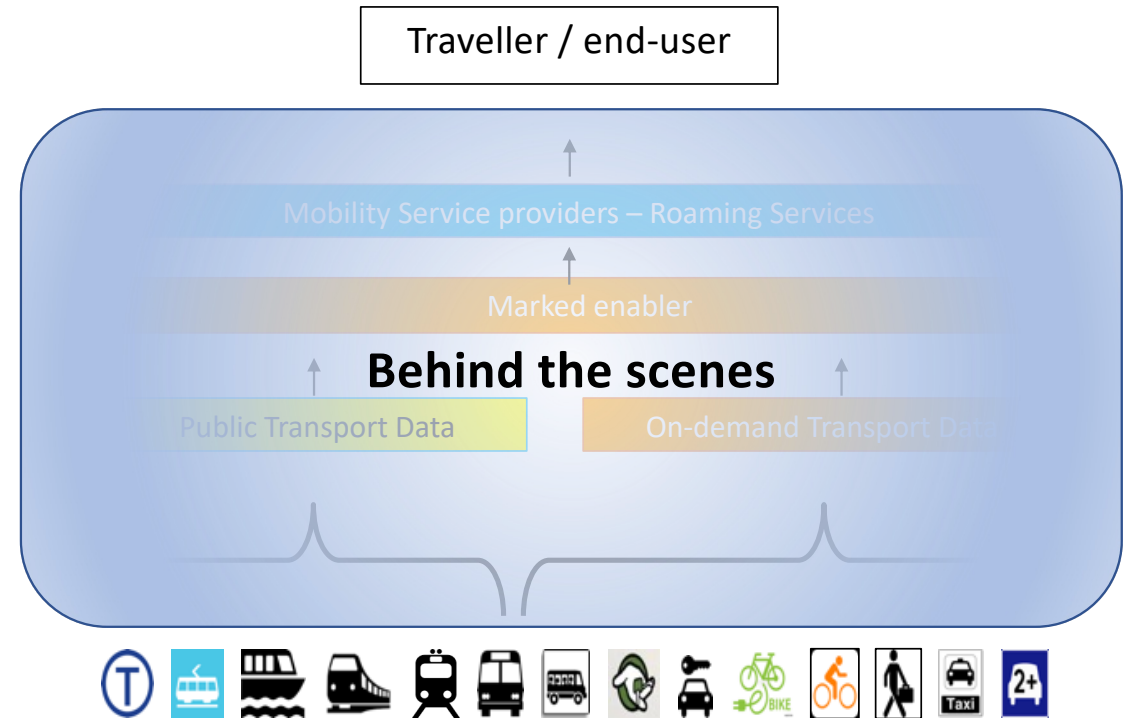 Traveller / end-user
Mobility Service providers – Roaming Services
Marked enabler
Behind the scenes
Public Transport Data
On-demand Transport Data
T
BIKE
Taxi
2+